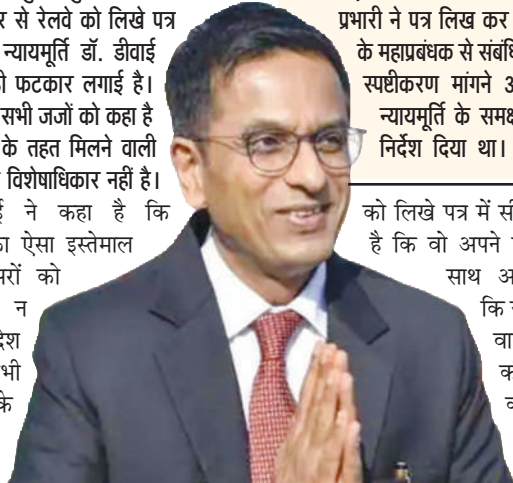 र से रेलवे को लिखे पत्र
न्यायमूर्ति डॉ. डीवाई
फटकार लगाई है।
सभी जजों को कहा है
के तहत मिलने वाली
विशेषाधिकार नहीं है।
ने कहा है कि
ऐसा इस्तेमाल
को
न
भी
के
प्रभारी ने पत्र लिख कर
के महाप्रबंधक से संबंधि
स्पष्टीकरण मांगने अ
न्यायमूर्ति के समक्ष
निर्देश दिया था।
को लिखे पत्र में सी
है कि वो अपने
साथ अ
कि
वा